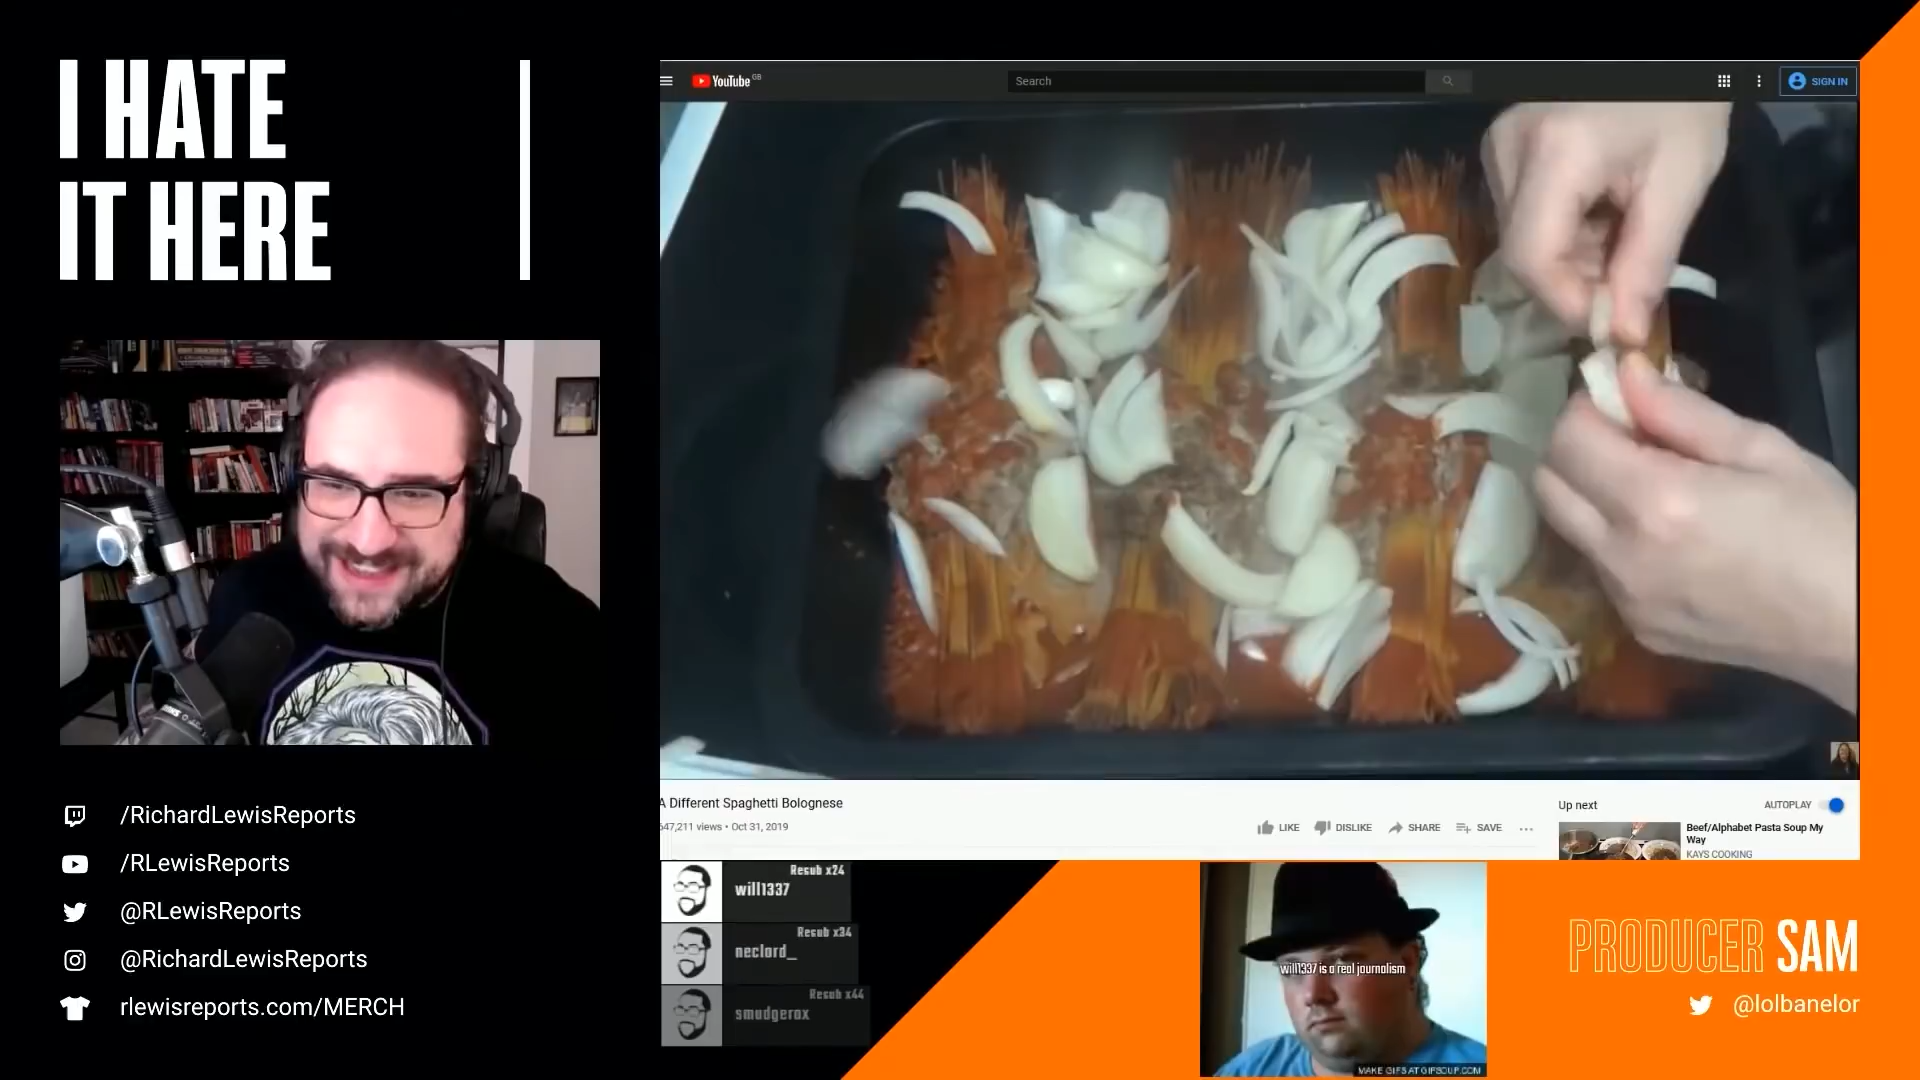 I HATE
IT HERE
/RichardLewisReports
/RLewisReports
@RLewisReports
@RichardLewisReports
rlewisreports.com/MERCH
YouTube GB
Search
SIGN IN
A Different Spaghetti Bolognese
647,211 views • Oct 31, 2019
LIKE
DISLIKE
SHARE
SAVE
Up next
AUTOPLAY
Beef/Alphabet Pasta Soup My
Way
KAYS COOKING
Resub x24
will1337
Resub x34
neclord_
Resub x44
smudgerox
will1337 is a real journalism
MAKE GIFS AT GIFSOUP.COM
PRODUCER SAM
@lolbanelor